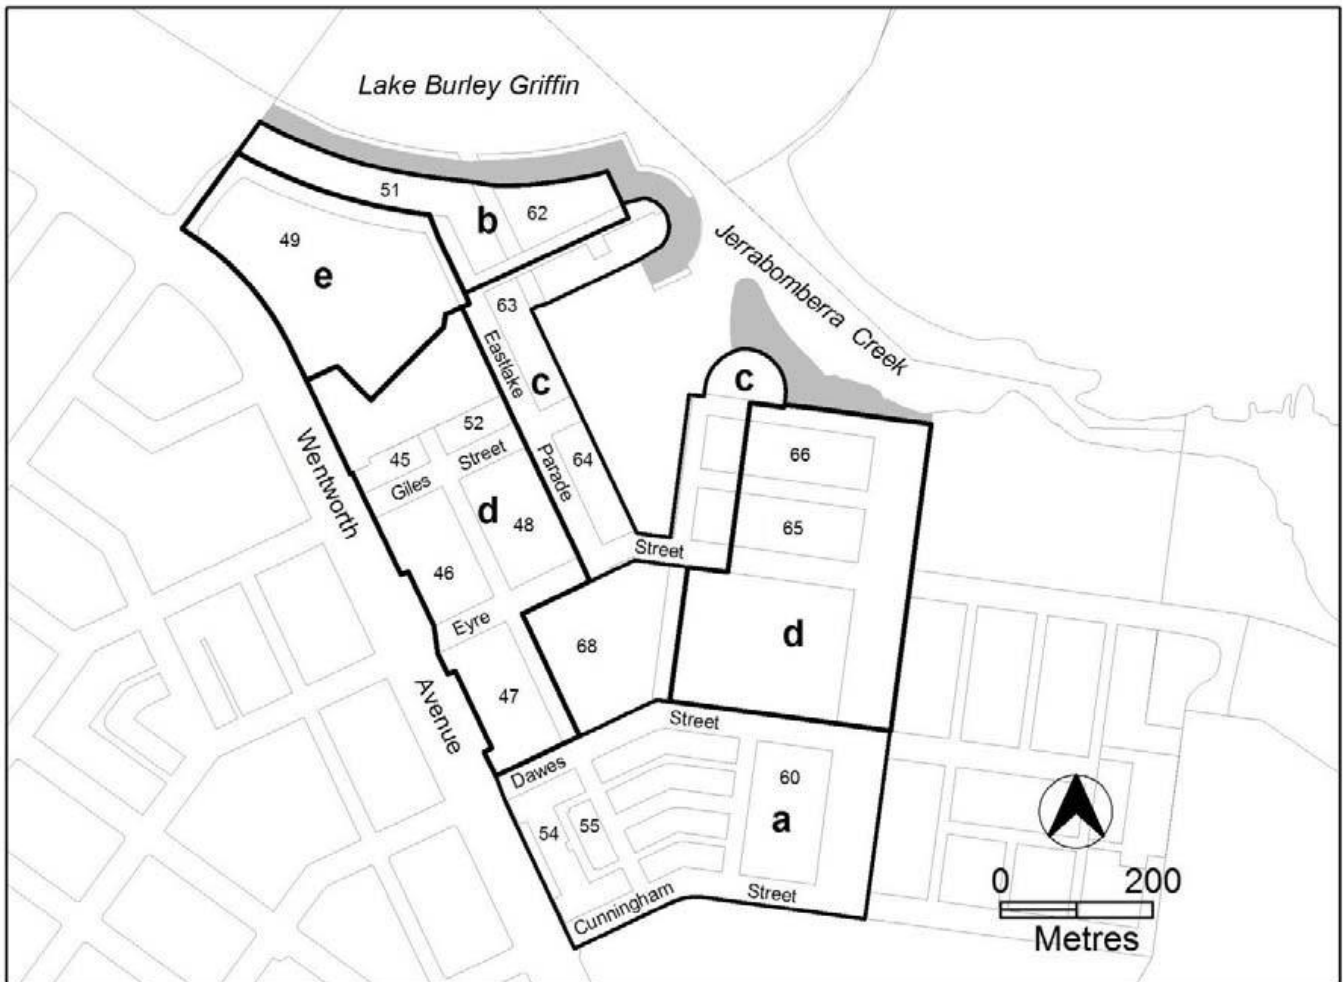 Lake Burley Griffin
51
b
62
49
e
Jerrabomberra Creek
63
Eastlake
c
c
52
45
Street
Giles
Parade
64
66
Wentworth
d
48
65
Street
46
Eyre
68
d
47
Avenue
Street
Dawes
60
a
54
55
Cunningham
Street
0 200
Metres